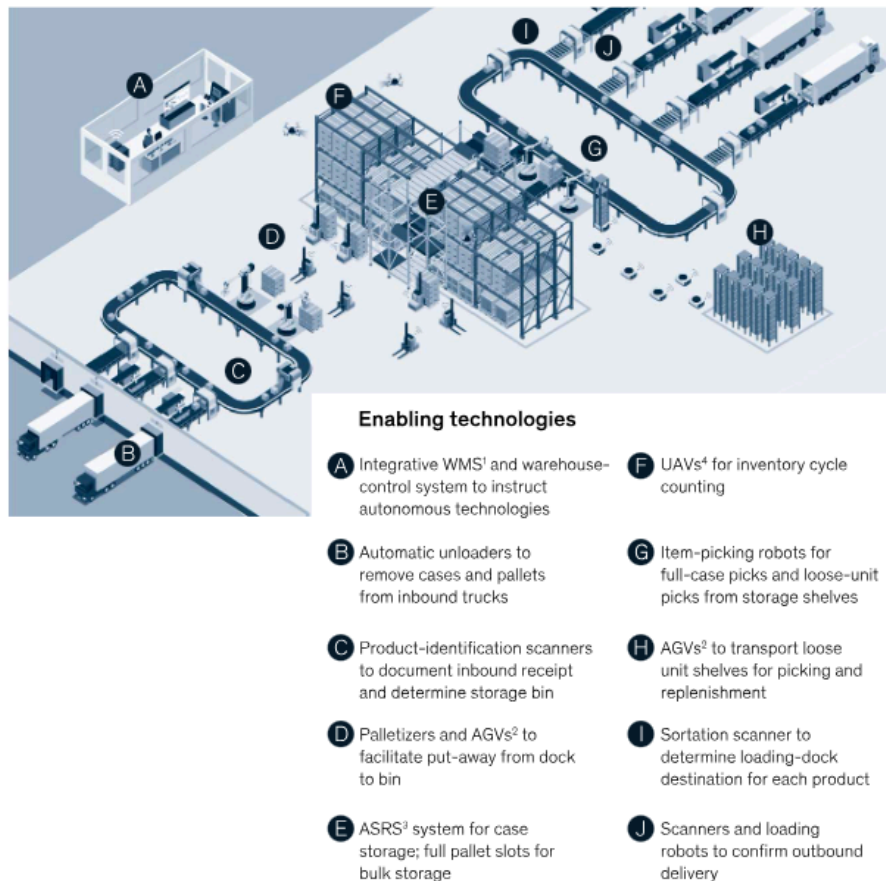 A
I
J
F
G
E
D
H
C
B
Enabling technologies
A Integrative WMS¹ and warehouse-
control system to instruct
autonomous technologies
B Automatic unloaders to
remove cases and pallets
from inbound trucks
C Product-identification scanners
to document inbound receipt
and determine storage bin
D Palletizers and AGVs² to
facilitate put-away from dock
to bin
E ASRS³ system for case
storage; full pallet slots for
bulk storage
F UAVs⁴ for inventory cycle
counting
G Item-picking robots for
full-case picks and loose-unit
picks from storage shelves
H AGVs² to transport loose
unit shelves for picking and
replenishment
I Sortation scanner to
determine loading-dock
destination for each product
J Scanners and loading
robots to confirm outbound
delivery